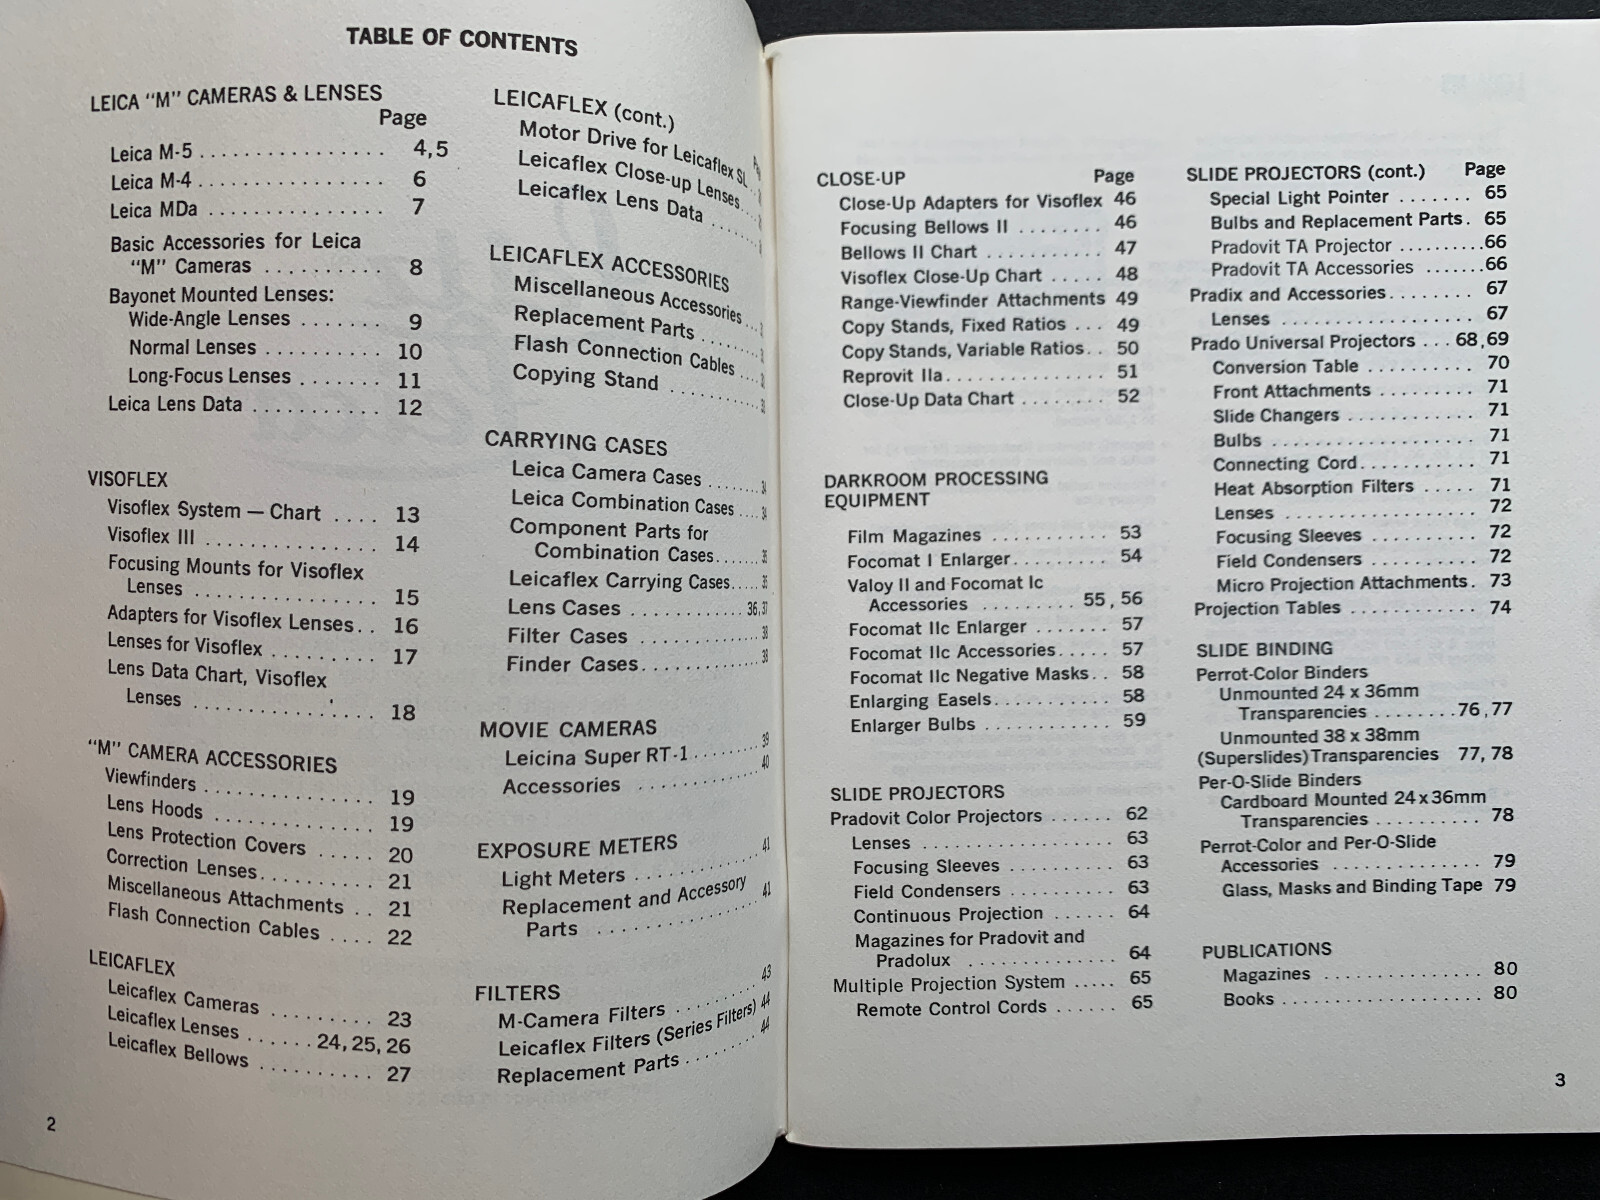 TABLE OF CONTENTS
LEICA “M” CAMERAS & LENSES
Page
Leica M-5 . . . . . . . . . . . . . . . . 4,5
Leica M-4 . . . . . . . . . . . . . . . . 6
Leica MDa . . . . . . . . . . . . . . . 7
Basic Accessories for Leica
“M” Cameras . . . . . . . . . . 8
Bayonet Mounted Lenses:
Wide-Angle Lenses . . . . . . . 9
Normal Lenses . . . . . . . . . . 10
Long-Focus Lenses . . . . . . . 11
Leica Lens Data . . . . . . . . . . . 12
VISOFLEX
Visoflex System — Chart . . . . 13
Visoflex III . . . . . . . . . . . . . . . 14
Focusing Mounts for Visoflex
Lenses . . . . . . . . . . . . . . . 15
Adapters for Visoflex Lenses. . . 16
Lenses for Visoflex . . . . . . . . . 17
Lens Data Chart, Visoflex
Lenses . . . . . . . . . . . . . . . 18
“M” CAMERA ACCESSORIES
Viewfinders . . . . . . . . . . . . . . 19
Lens Hoods . . . . . . . . . . . . . . 19
Lens Protection Covers . . . . . 20
Correction Lenses. . . . . . . . . . 21
Miscellaneous Attachments . . 21
Flash Connection Cables . . . . 22
LEICAFLEX
Leicaflex Cameras . . . . . . . . . 23
Leicaflex Lenses . . . . . . 24, 25, 26
Leicaflex Bellows . . . . . . . . . . 27
2
LEICAFLEX (cont.)
Motor Drive for Leicaflex SL
Leicaflex Close-up Lenses. . . .
Leicaflex Lens Data . . . . . . .
LEICAFLEX ACCESSORIES
Miscellaneous Accessories . . .
Replacement Parts . . . . . . . .
Flash Connection Cables . . . .
Copying Stand . . . . . . . . . . .
CARRYING CASES
Leica Camera Cases . . . . . . . . 34
Leica Combination Cases . . . . 34
Component Parts for
Combination Cases. . . . . . . 35
Leicaflex Carrying Cases. . . . . 35
Lens Cases . . . . . . . . . . . . 36,37
Filter Cases . . . . . . . . . . . . . 38
Finder Cases. . . . . . . . . . . . . 38
MOVIE CAMERAS
Leicina Super RT-1 . . . . . . . . . 39
Accessories . . . . . . . . . . . . . 40
EXPOSURE METERS
Light Meters . . . . . . . . . . . . . 41
Replacement and Accessory
Parts . . . . . . . . . . . . . . . . 41
FILTERS
M-Camera Filters . . . . . . . . . . 43
Leicaflex Filters (Series Filters) 44
Replacement Parts . . . . . . . . . 44
CLOSE-UP Page
Close-Up Adapters for Visoflex 46
Focusing Bellows II . . . . . . . . 46
Bellows II Chart . . . . . . . . . . . 47
Visoflex Close-Up Chart . . . . . 48
Range-Viewfinder Attachments 49
Copy Stands, Fixed Ratios . . . 49
Copy Stands, Variable Ratios. . 50
Reprovit IIa. . . . . . . . . . . . . . . 51
Close-Up Data Chart . . . . . . . . 52
DARKROOM PROCESSING
EQUIPMENT
Film Magazines . . . . . . . . . . . 53
Focomat I Enlarger. . . . . . . . . 54
Valoy II and Focomat Ic
Accessories . . . . . . . . . 55, 56
Focomat IIc Enlarger . . . . . . . 57
Focomat IIc Accessories. . . . . 57
Focomat IIc Negative Masks. . 58
Enlarging Easels. . . . . . . . . . . 58
Enlarger Bulbs . . . . . . . . . . . 59
SLIDE PROJECTORS
Pradovit Color Projectors . . . . . . 62
Lenses . . . . . . . . . . . . . . . . . 63
Focusing Sleeves . . . . . . . . . . 63
Field Condensers . . . . . . . . . . 63
Continuous Projection . . . . . . 64
Magazines for Pradovit and
Pradolux . . . . . . . . . . . . . 64
Multiple Projection System . . . . . 65
Remote Control Cords . . . . . . 65
SLIDE PROJECTORS (cont.) Page
Special Light Pointer . . . . . . . 65
Bulbs and Replacement Parts. 65
Pradovit TA Projector . . . . . . . . . 66
Pradovit TA Accessories . . . . . . . 66
Pradix and Accessories. . . . . . . . 67
Lenses . . . . . . . . . . . . . . . . . 67
Prado Universal Projectors . . . 68,69
Conversion Table . . . . . . . . . . 70
Front Attachments . . . . . . . . . 71
Slide Changers . . . . . . . . . . . . 71
Bulbs . . . . . . . . . . . . . . . . . . 71
Connecting Cord. . . . . . . . . . . 71
Heat Absorption Filters . . . . . 71
Lenses . . . . . . . . . . . . . . . . . 72
Focusing Sleeves . . . . . . . . . . 72
Field Condensers . . . . . . . . . . 72
Micro Projection Attachments. 73
Projection Tables . . . . . . . . . . . . 74
SLIDE BINDING
Perrot-Color Binders
Unmounted 24 x 36mm
Transparencies . . . . . . . . 76,77
Unmounted 38 x 38mm
(Superslides) Transparencies 77, 78
Per-O-Slide Binders
Cardboard Mounted 24 x 36mm
Transparencies . . . . . . . . . . 78
Perrot-Color and Per-O-Slide
Accessories . . . . . . . . . . . . . 79
Glass, Masks and Binding Tape 79
PUBLICATIONS
Magazines . . . . . . . . . . . . . . . 80
Books . . . . . . . . . . . . . . . . . . . 80
3